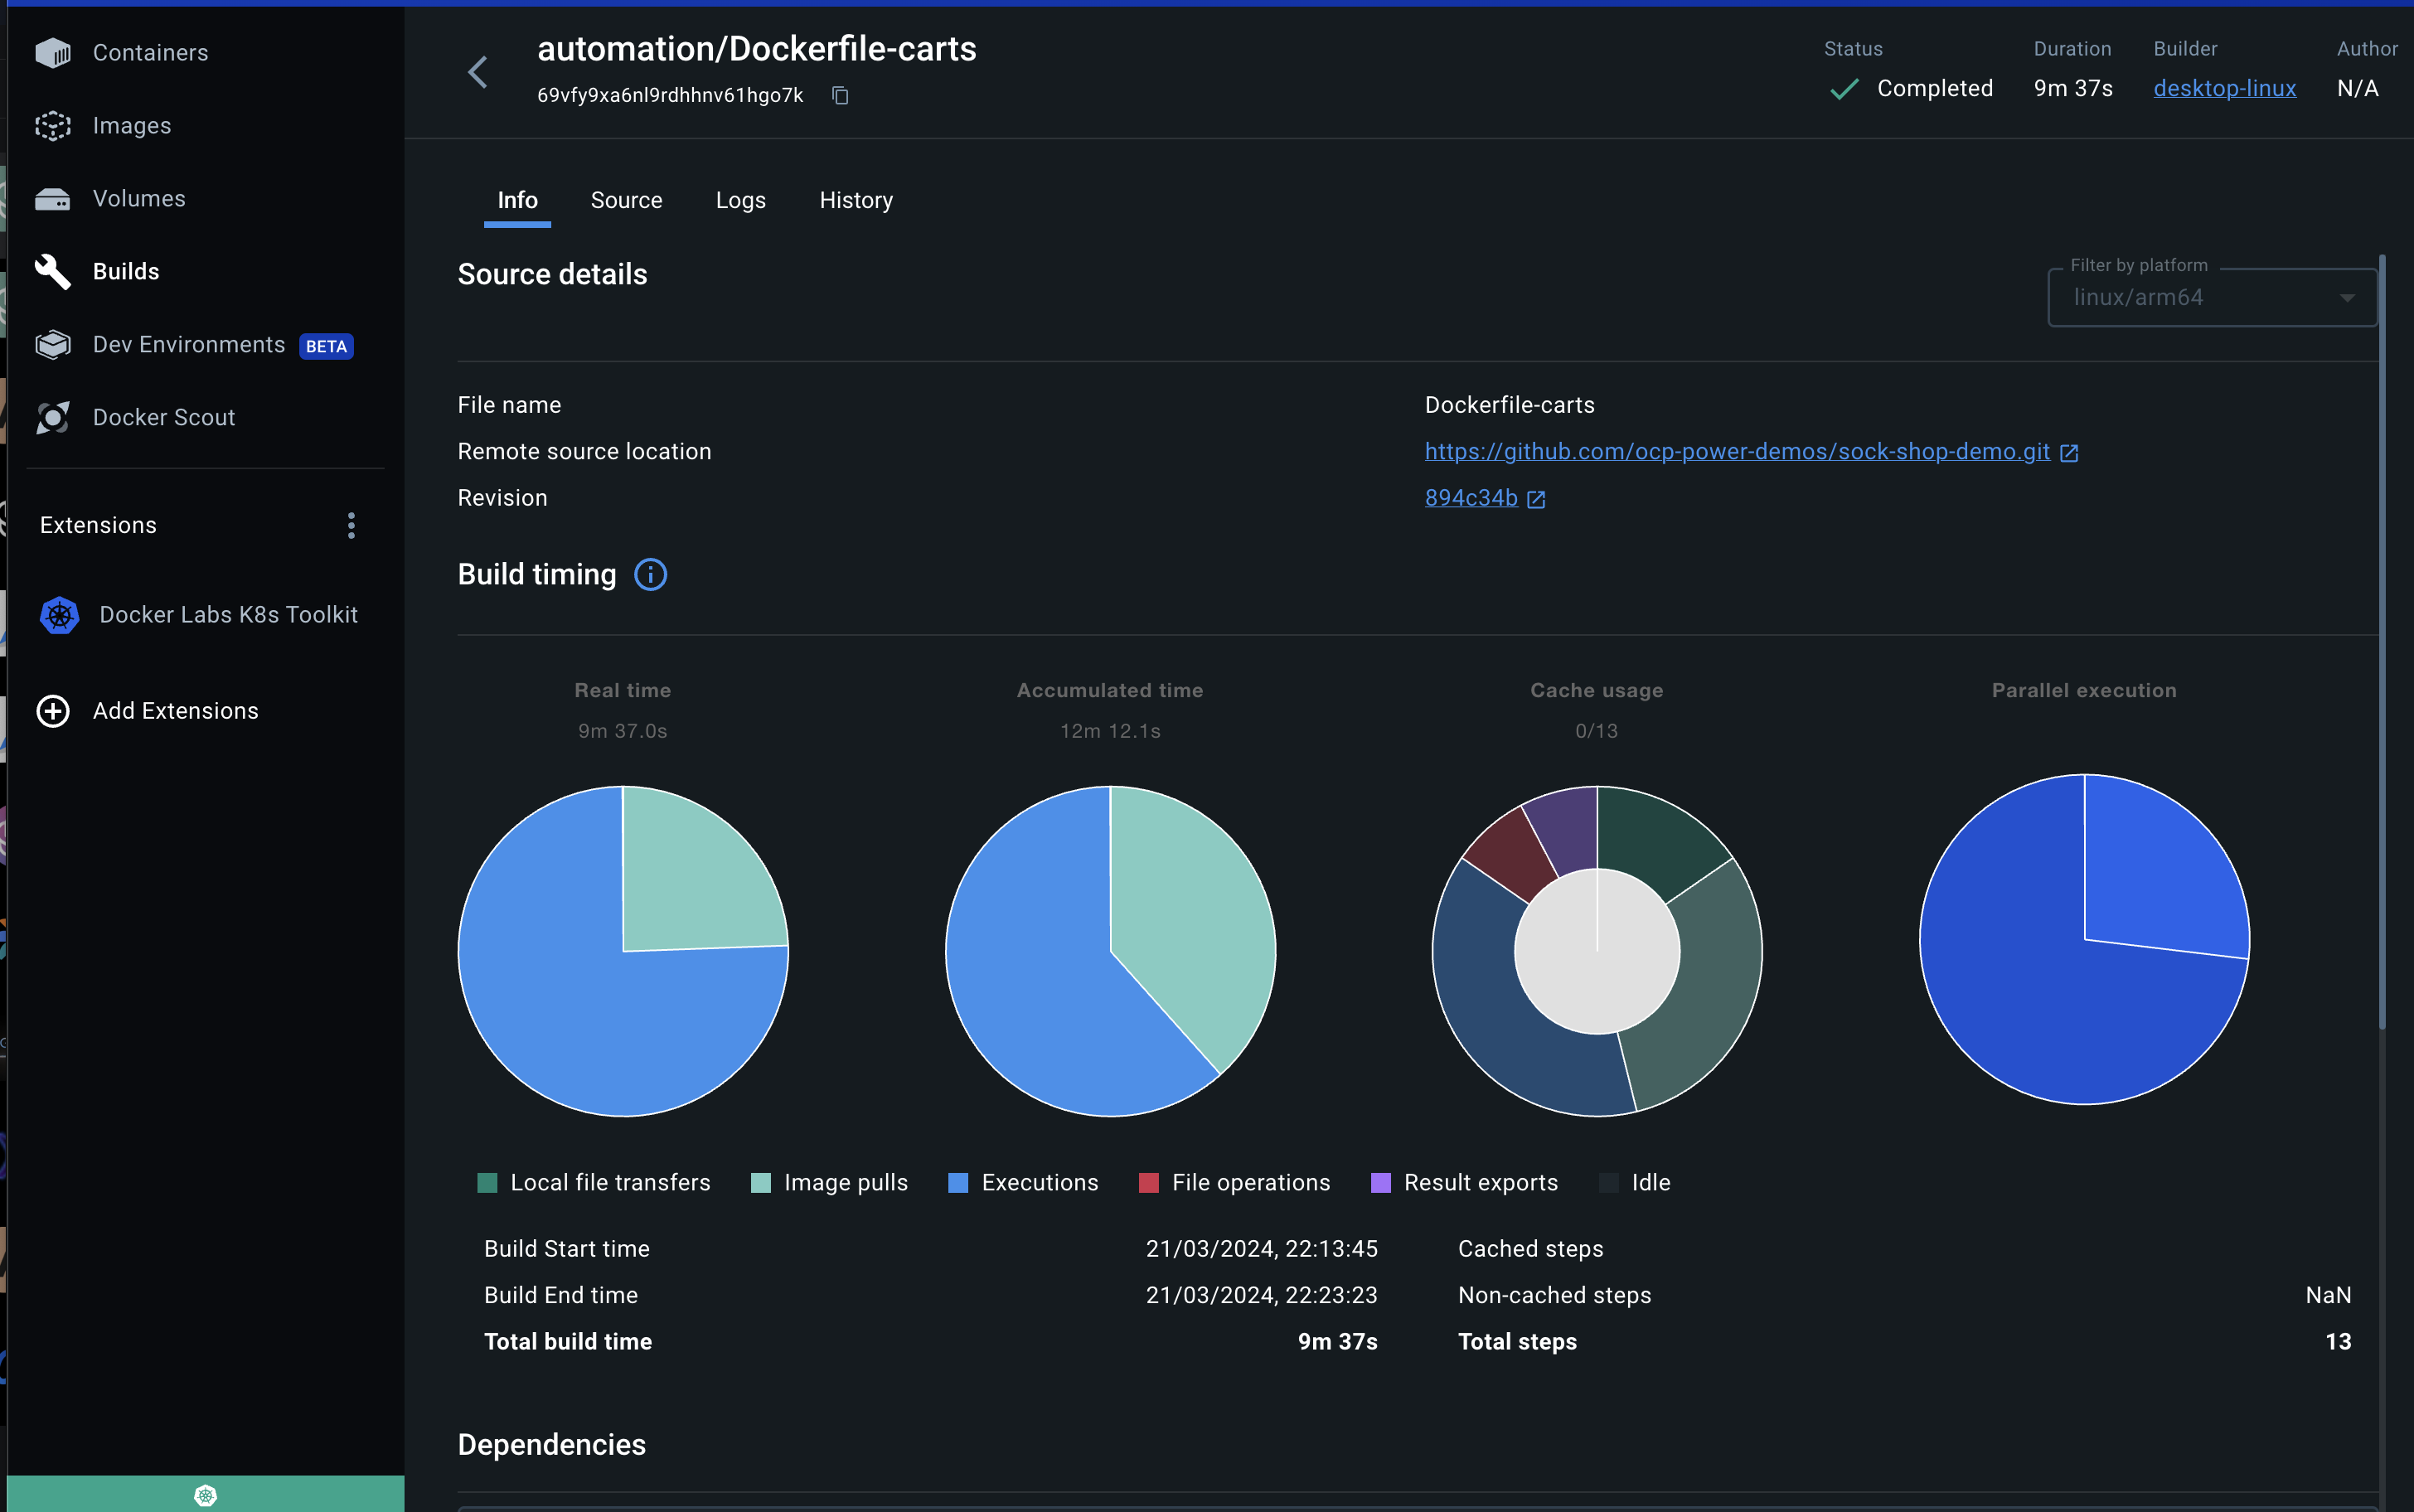 Containers
Images
Volumes
Builds
Dev Environments BETA
Docker Scout
Extensions
Docker Labs K8s Toolkit
Add Extensions
automation/Dockerfile-carts
69vfy9xa6nl9rdhhnv61hgo7k
Status
Completed
Duration
9m 37s
Builder
desktop-linux
Author
N/A
Info Source Logs History
Source details
Filter by platform
linux/arm64
File name Dockerfile-carts
Remote source location https://github.com/ocp-power-demos/sock-shop-demo.git
Revision 894c34b
Build timing
Real time
9m 37.0s
Accumulated time
12m 12.1s
Cache usage
0/13
Parallel execution
Local file transfers Image pulls Executions File operations Result exports Idle
Build Start time 21/03/2024, 22:13:45
Build End time 21/03/2024, 22:23:23
Total build time 9m 37s
Cached steps
Non-cached steps NaN
Total steps 13
Dependencies